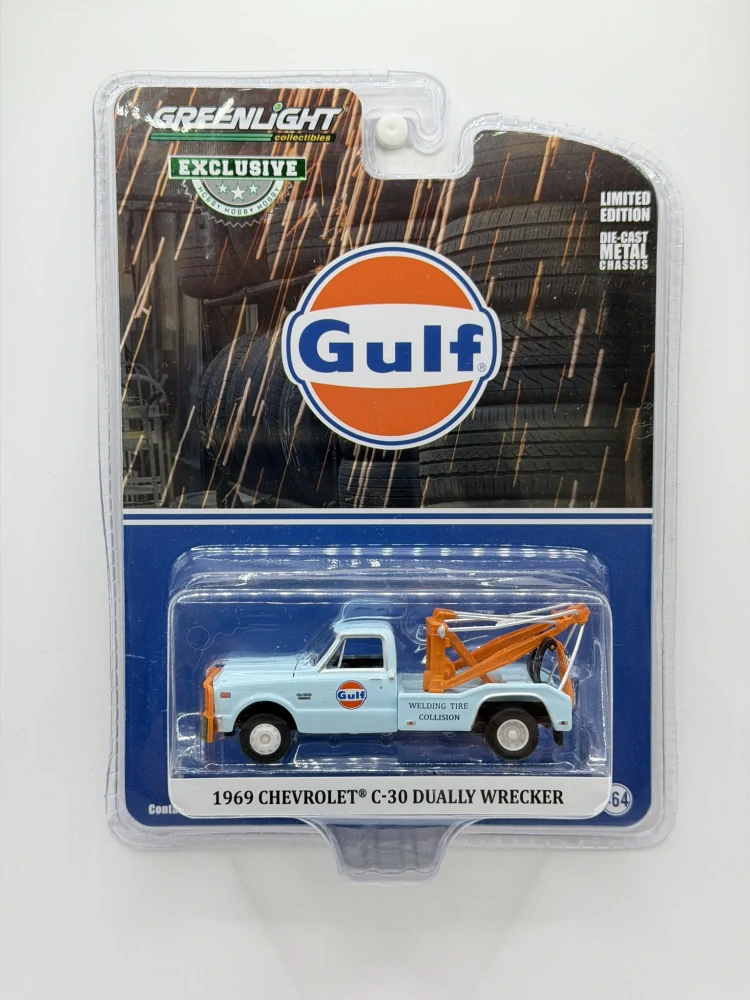 GREENLiGHT
collectibles
EXCLUSIVE
HOBBY HOBBY HOBBY
LIMITED
EDITION
DIE-CAST
METAL
CHASSIS
Gulf®
Gulf
WELDING TIRE
COLLISION
1969 CHEVROLET® C-30 DUALLY WRECKER
64